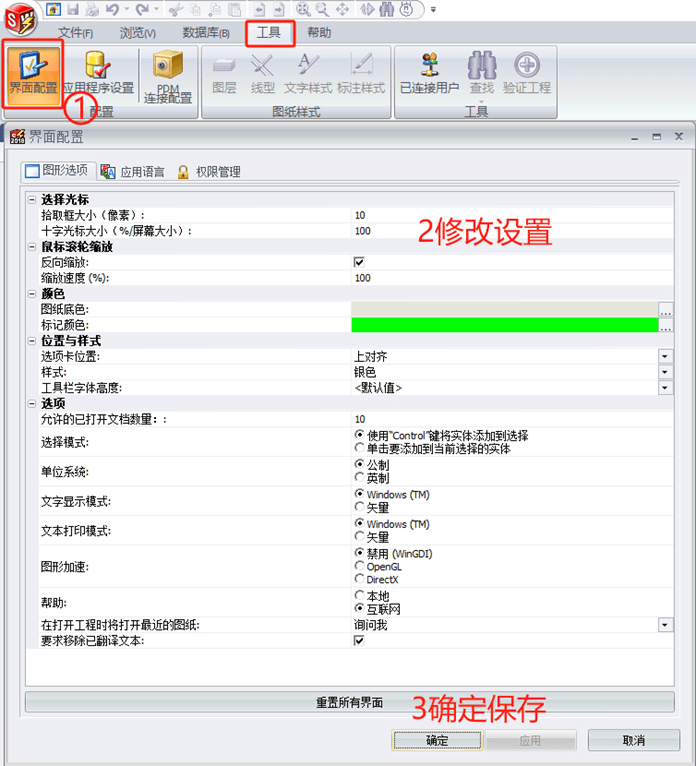 文件(F) 浏览(V) 数据库(B) 工具 帮助
界面配置 应用程序设置 PDM 连接配置 图层 线型 文字样式 标注样式 已连接用户 查找 验证工程
① 配置 图纸样式 工具
2018 界面配置
图形选项 应用语言 权限管理
选择光标
拾取框大小（像素）: 10
十字光标大小（%/屏幕大小）: 100
2修改设置
鼠标滚轮缩放
反向缩放:
缩放速度 (%): 100
颜色
图纸底色: ...
标记颜色: ...
位置与样式
选项卡位置: 上对齐
样式: 银色
工具栏字体高度: <默认值>
选项
允许的已打开文档数量: : 10
选择模式: 使用"Control"键将实体添加到选择
单击要添加到当前选择的实体
单位系统: 公制
英制
文字显示模式: Windows (TM)
矢量
文本打印模式: Windows (TM)
矢量
图形加速: 禁用 (WinGDI)
OpenGL
DirectX
帮助: 本地
互联网
在打开工程时将打开最近的图纸: 询问我
要求移除已翻译文本:
重置所有界面
3确定保存
确定 应用 取消